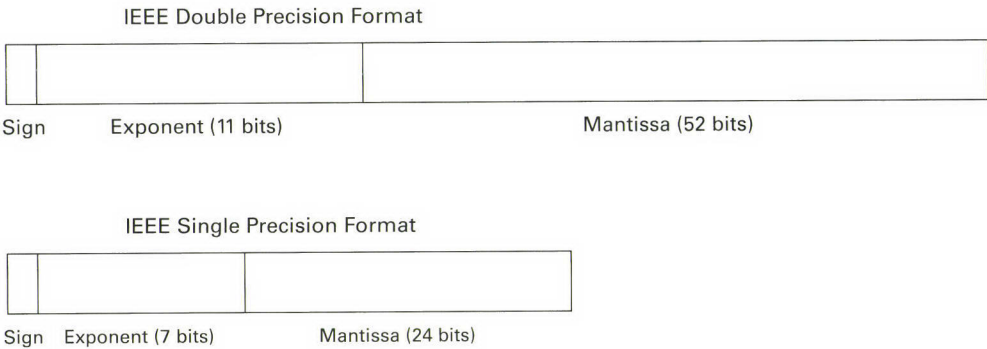 IEEE Double Precision Format
Sign Exponent (11 bits) Mantissa (52 bits)
IEEE Single Precision Format
Sign Exponent (7 bits) Mantissa (24 bits)